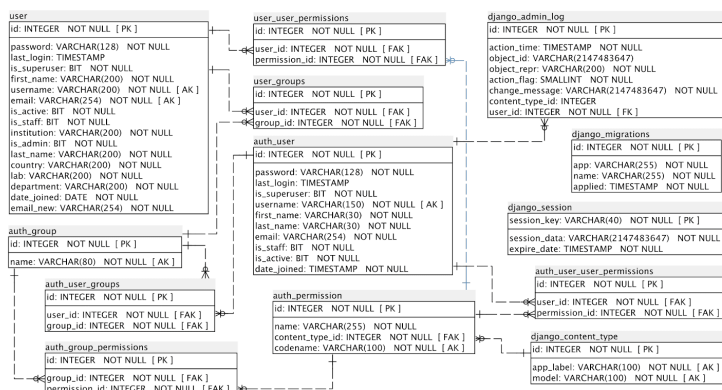 user
id: INTEGER NOT NULL [ PK ]
password: VARCHAR(128) NOT NULL
last_login: TIMESTAMP
is_superuser: BIT NOT NULL
first_name: VARCHAR(200) NOT NULL
username: VARCHAR(200) NOT NULL [ AK ]
email: VARCHAR(254) NOT NULL [ AK ]
is_active: BIT NOT NULL
is_staff: BIT NOT NULL
institution: VARCHAR(200) NOT NULL
is_admin: BIT NOT NULL
last_name: VARCHAR(200) NOT NULL
country: VARCHAR(200) NOT NULL
lab: VARCHAR(200) NOT NULL
department: VARCHAR(200) NOT NULL
date_joined: DATE NOT NULL
email_new: VARCHAR(254) NOT NULL
auth_group
id: INTEGER NOT NULL [ PK ]
name: VARCHAR(80) NOT NULL [ AK ]
auth_user_groups
id: INTEGER NOT NULL [ PK ]
user_id: INTEGER NOT NULL [ FAK ]
group_id: INTEGER NOT NULL [ FAK ]
auth_group_permissions
id: INTEGER NOT NULL [ PK ]
group_id: INTEGER NOT NULL [ FAK ]
permission_id: INTEGER NOT NULL [ FAK ]
user_user_permissions
id: INTEGER NOT NULL [ PK ]
user_id: INTEGER NOT NULL [ FAK ]
permission_id: INTEGER NOT NULL [ FAK ]
user_groups
id: INTEGER NOT NULL [ PK ]
user_id: INTEGER NOT NULL [ FAK ]
group_id: INTEGER NOT NULL [ FAK ]
auth_user
id: INTEGER NOT NULL [ PK ]
password: VARCHAR(128) NOT NULL
last_login: TIMESTAMP
is_superuser: BIT NOT NULL
username: VARCHAR(150) NOT NULL [ AK ]
first_name: VARCHAR(30) NOT NULL
last_name: VARCHAR(30) NOT NULL
email: VARCHAR(254) NOT NULL
is_staff: BIT NOT NULL
is_active: BIT NOT NULL
date_joined: TIMESTAMP NOT NULL
auth_permission
id: INTEGER NOT NULL [ PK ]
name: VARCHAR(255) NOT NULL
content_type_id: INTEGER NOT NULL [ FAK ]
codename: VARCHAR(100) NOT NULL [ AK ]
django_admin_log
id: INTEGER NOT NULL [ PK ]
action_time: TIMESTAMP NOT NULL
object_id: VARCHAR(2147483647)
object_repr: VARCHAR(200) NOT NULL
action_flag: SMALLINT NOT NULL
change_message: VARCHAR(2147483647) NOT NULL
content_type_id: INTEGER
user_id: INTEGER NOT NULL [ FK ]
django_migrations
id: INTEGER NOT NULL [ PK ]
app: VARCHAR(255) NOT NULL
name: VARCHAR(255) NOT NULL
applied: TIMESTAMP NOT NULL
django_session
session_key: VARCHAR(40) NOT NULL [ PK ]
session_data: VARCHAR(2147483647) NOT NULL
expire_date: TIMESTAMP NOT NULL
auth_user_user_permissions
id: INTEGER NOT NULL [ PK ]
user_id: INTEGER NOT NULL [ FAK ]
permission_id: INTEGER NOT NULL [ FAK ]
django_content_type
id: INTEGER NOT NULL [ PK ]
app_label: VARCHAR(100) NOT NULL [ AK ]
model: VARCHAR(100) NOT NULL [ AK ]